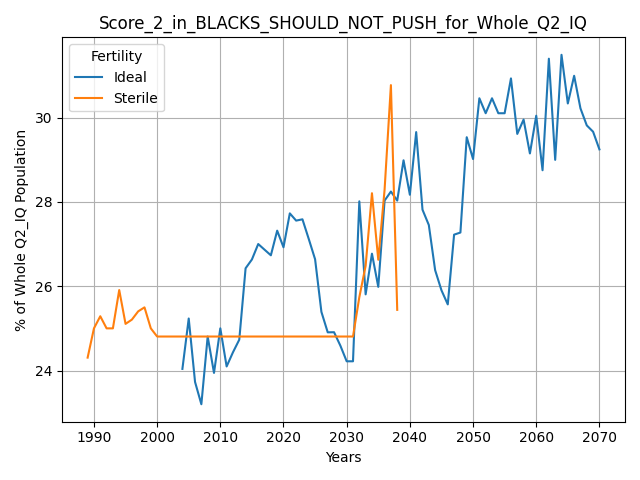 Score_2_in_BLACKS_SHOULD_NOT_PUSH_for_Whole_Q2_IQ
Fertility
Ideal
Sterile
% of Whole Q2_IQ Population
30
28
26
24
1990 2000 2010 2020 2030 2040 2050 2060 2070
Years